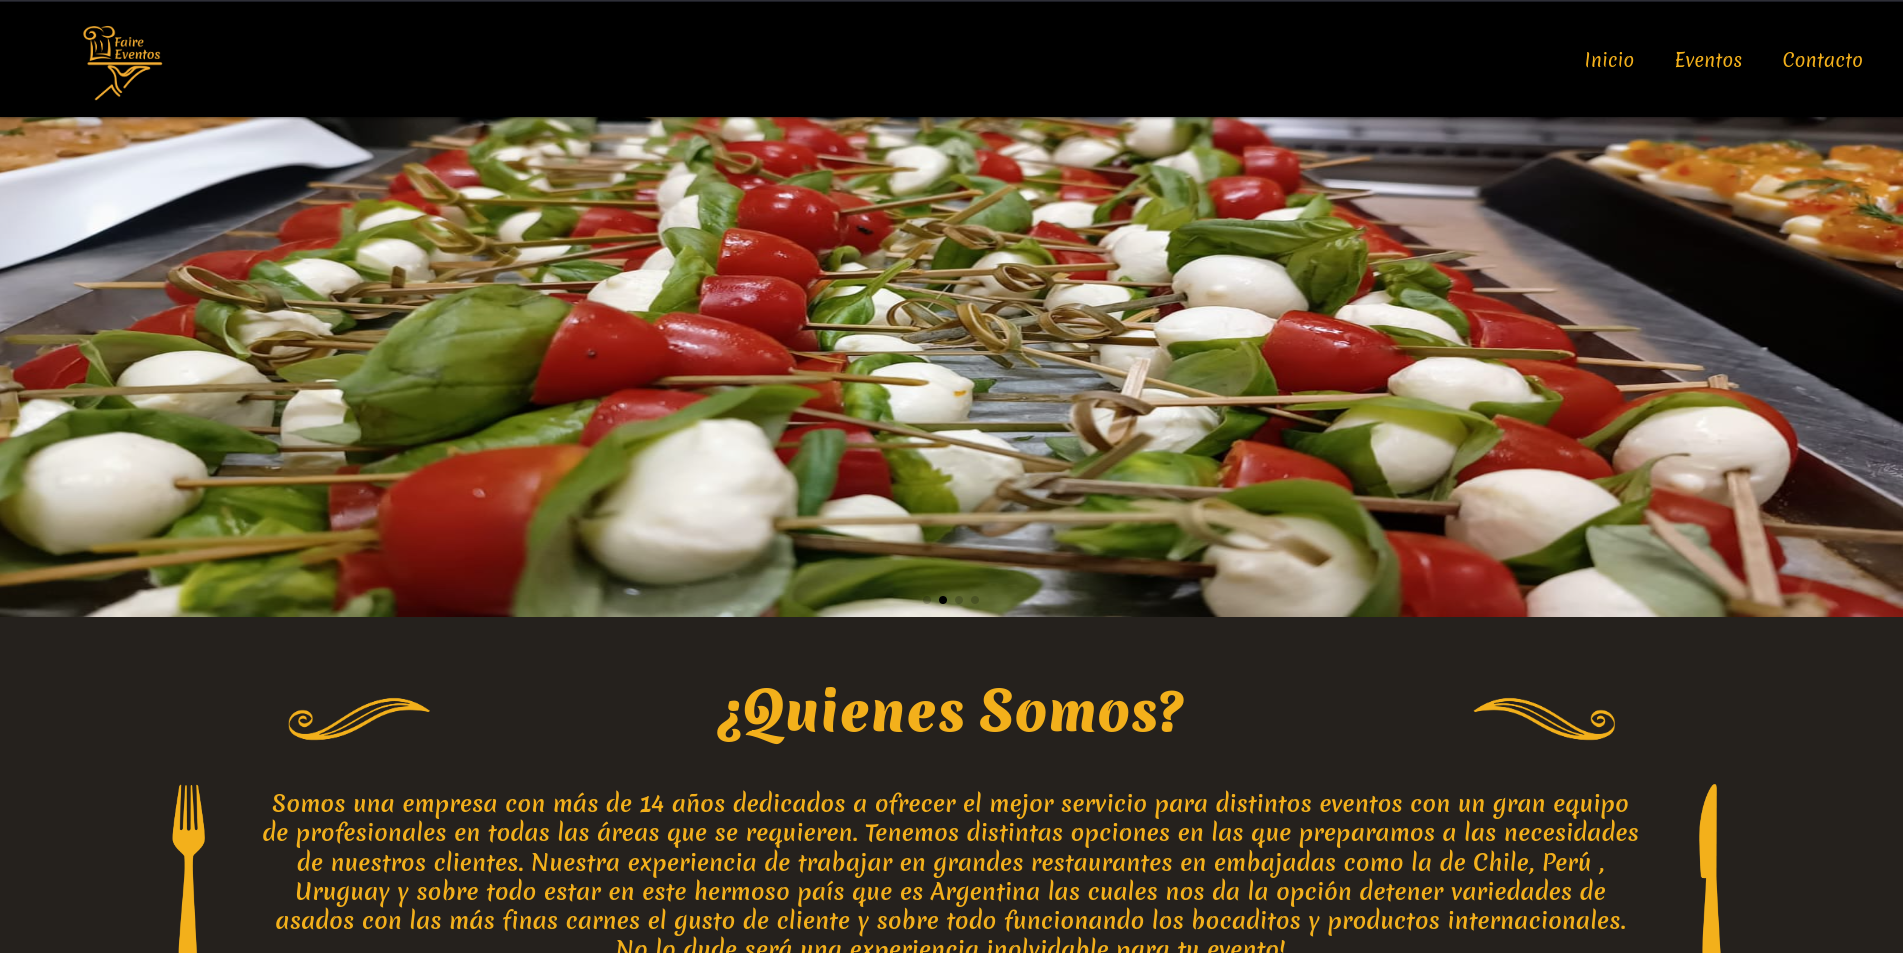 Faire
Eventos
Inicio Eventos Contacto
¿Quienes Somos?
Somos una empresa con más de 14 años dedicados a ofrecer el mejor servicio para distintos eventos con un gran equipo
de profesionales en todas las áreas que se requieren. Tenemos distintas opciones en las que preparamos a las necesidades
de nuestros clientes. Nuestra experiencia de trabajar en grandes restaurantes en embajadas como la de Chile, Perú ,
Uruguay y sobre todo estar en este hermoso país que es Argentina las cuales nos da la opción detener variedades de
asados con las más finas carnes el gusto de cliente y sobre todo funcionando los bocaditos y productos internacionales.
No lo dude será una experiencia inolvidable para tu evento!